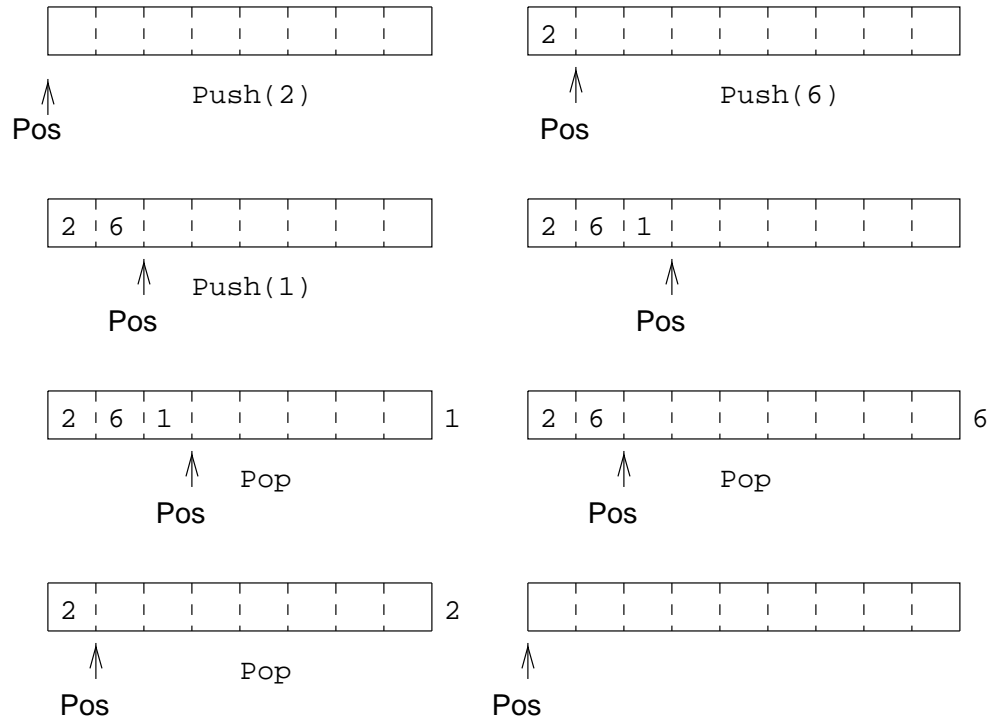 2
Push(2) Push(6)
Pos Pos
2 6 2 6 1
Push(1)
Pos Pos
2 6 1 1 2 6 6
Pop Pop
Pos Pos
2 2
Pop
Pos Pos